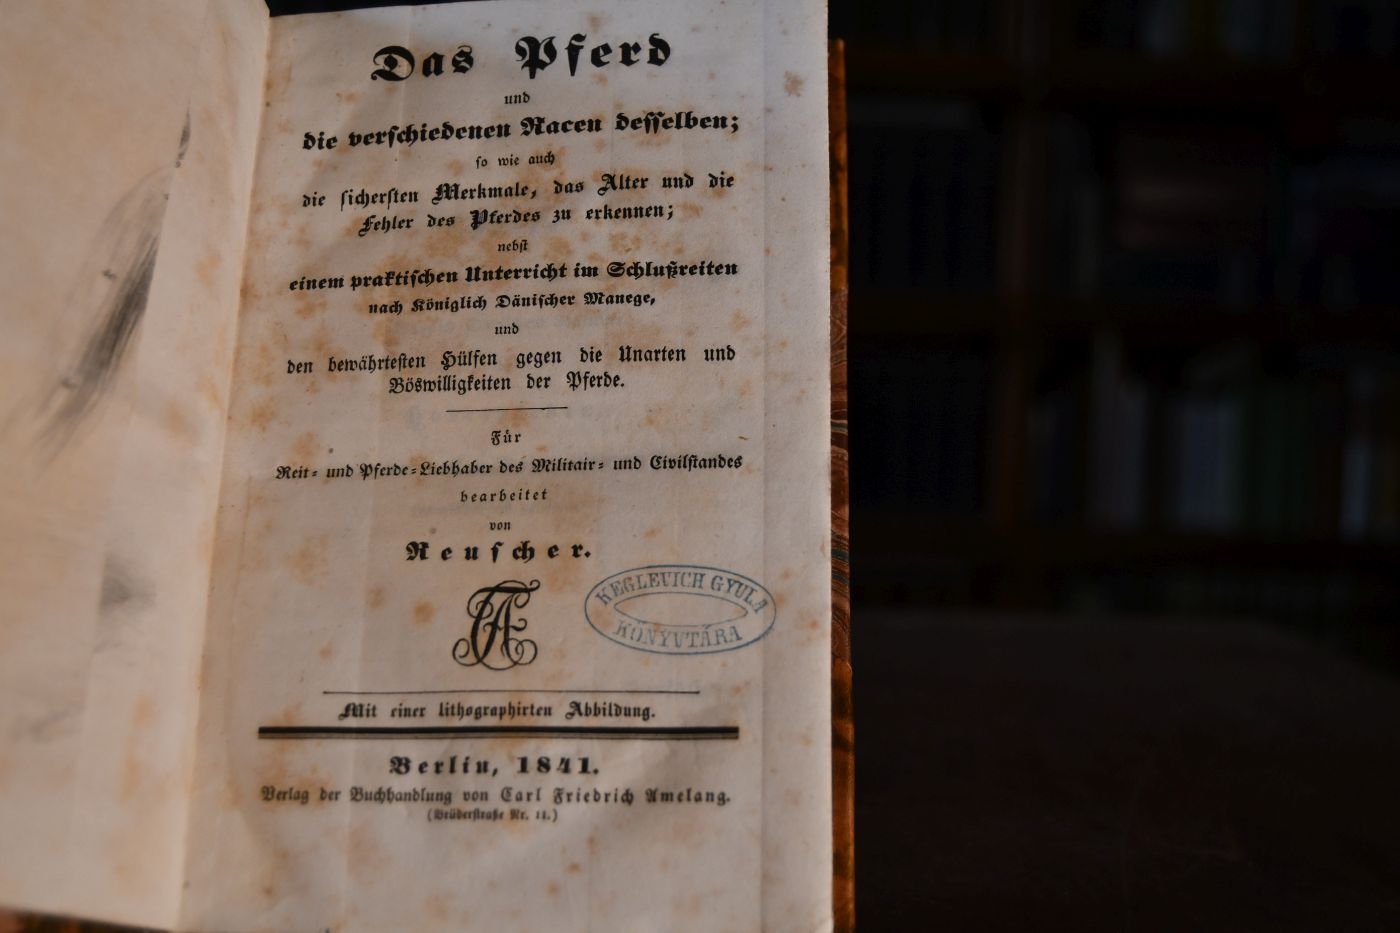 Das Pferd
und
die verschiedenen Racen desselben;
so wie auch
die sichersten Merkmale, das Alter und die
Fehler des Pferdes zu erkennen;
nebst
einem praktischen Unterricht im Schlußreiten
nach Königlich Dänischer Manege,
und
den bewährtesten Hülfen gegen die Unarten und
Böswilligkeiten der Pferde.
Für
Reit- und Pferde-Liebhaber des Militair- und Civilstandes
bearbeitet
von
Reuscher.
KEGLEVICH GYULA
KÖNYVTÁRA
Mit einer lithographirten Abbildung.
Berlin, 1841.
Verlag der Buchhandlung von Carl Friedrich Amelang.
(Brüderstraße Nr. 11.)